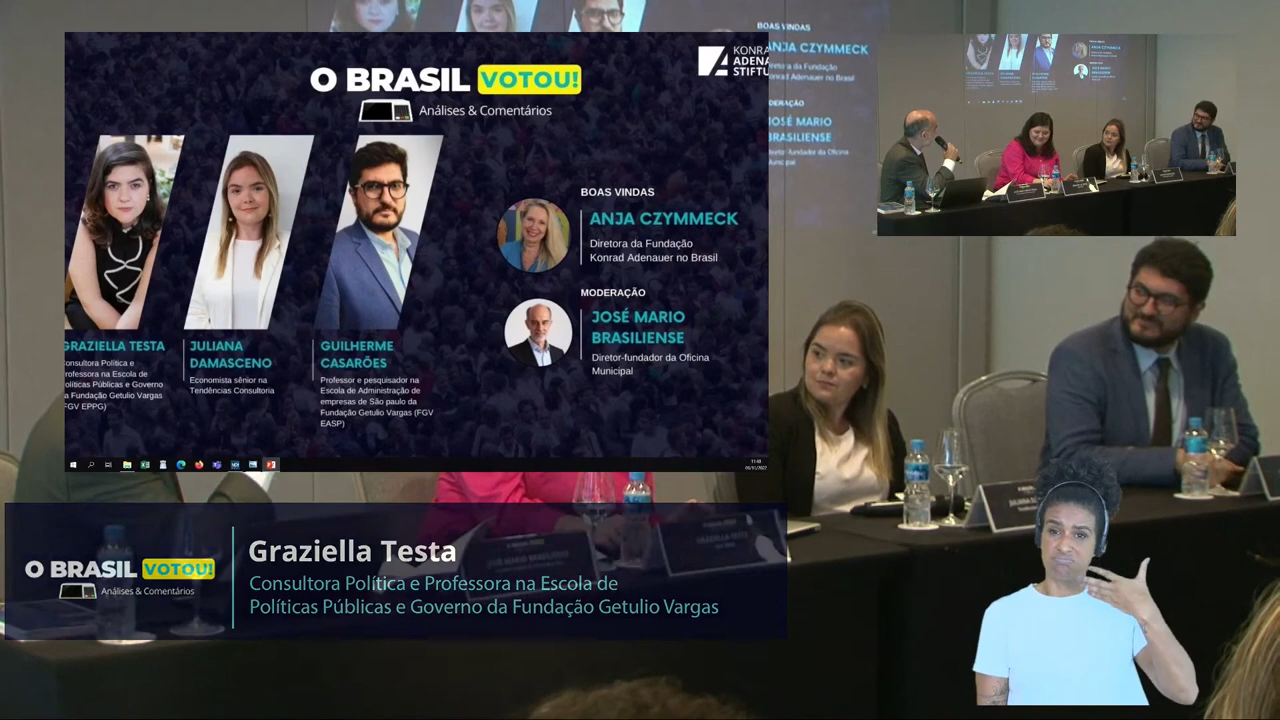 O BRASIL VOTOU!
Análises & Comentários
KONRA
ADENA
STIFTU
BOAS VINDAS
ANJA CZYMMECK
Diretora da Fundação
Konrad Adenauer no Brasil
MODERAÇÃO
JOSÉ MARIO
BRASILIENSE
Diretor-fundador da Oficina
Municipal
GRAZIELLA TESTA
Consultora Política e
Professora na Escola de
Políticas Públicas e Governo
da Fundação Getulio Vargas
(FGV EPPG)
JULIANA
DAMASCENO
Economista sênior na
Tendências Consultoria
GUILHERME
CASARÕES
Professor e pesquisador na
Escola de Administração de
empresas de São paulo da
Fundação Getulio Vargas (FGV
EASP)
BOAS VINDAS
ANJA CZYMMECK
Konrad Adenauer no Brasil
JOSÉ MARIO
BRASILIENSE
O BRASIL VOTOU!
Análises & Comentários
Graziella Testa
Consultora Política e Professora na Escola de
Políticas Públicas e Governo da Fundação Getulio Vargas